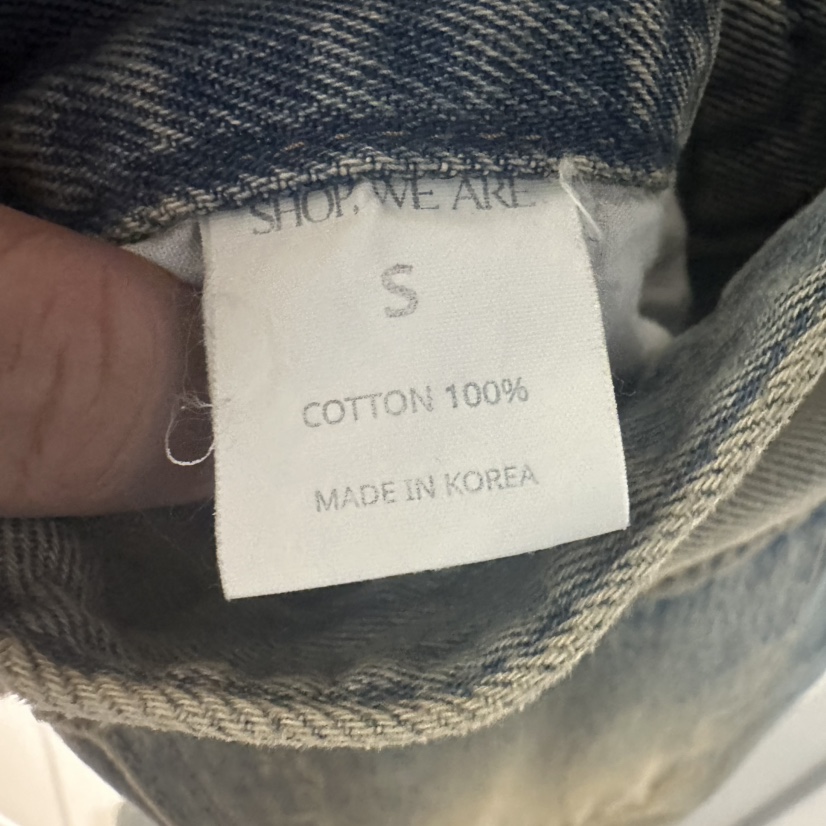 SHOP, WE ARE
S
COTTON 100%
MADE IN KOREA